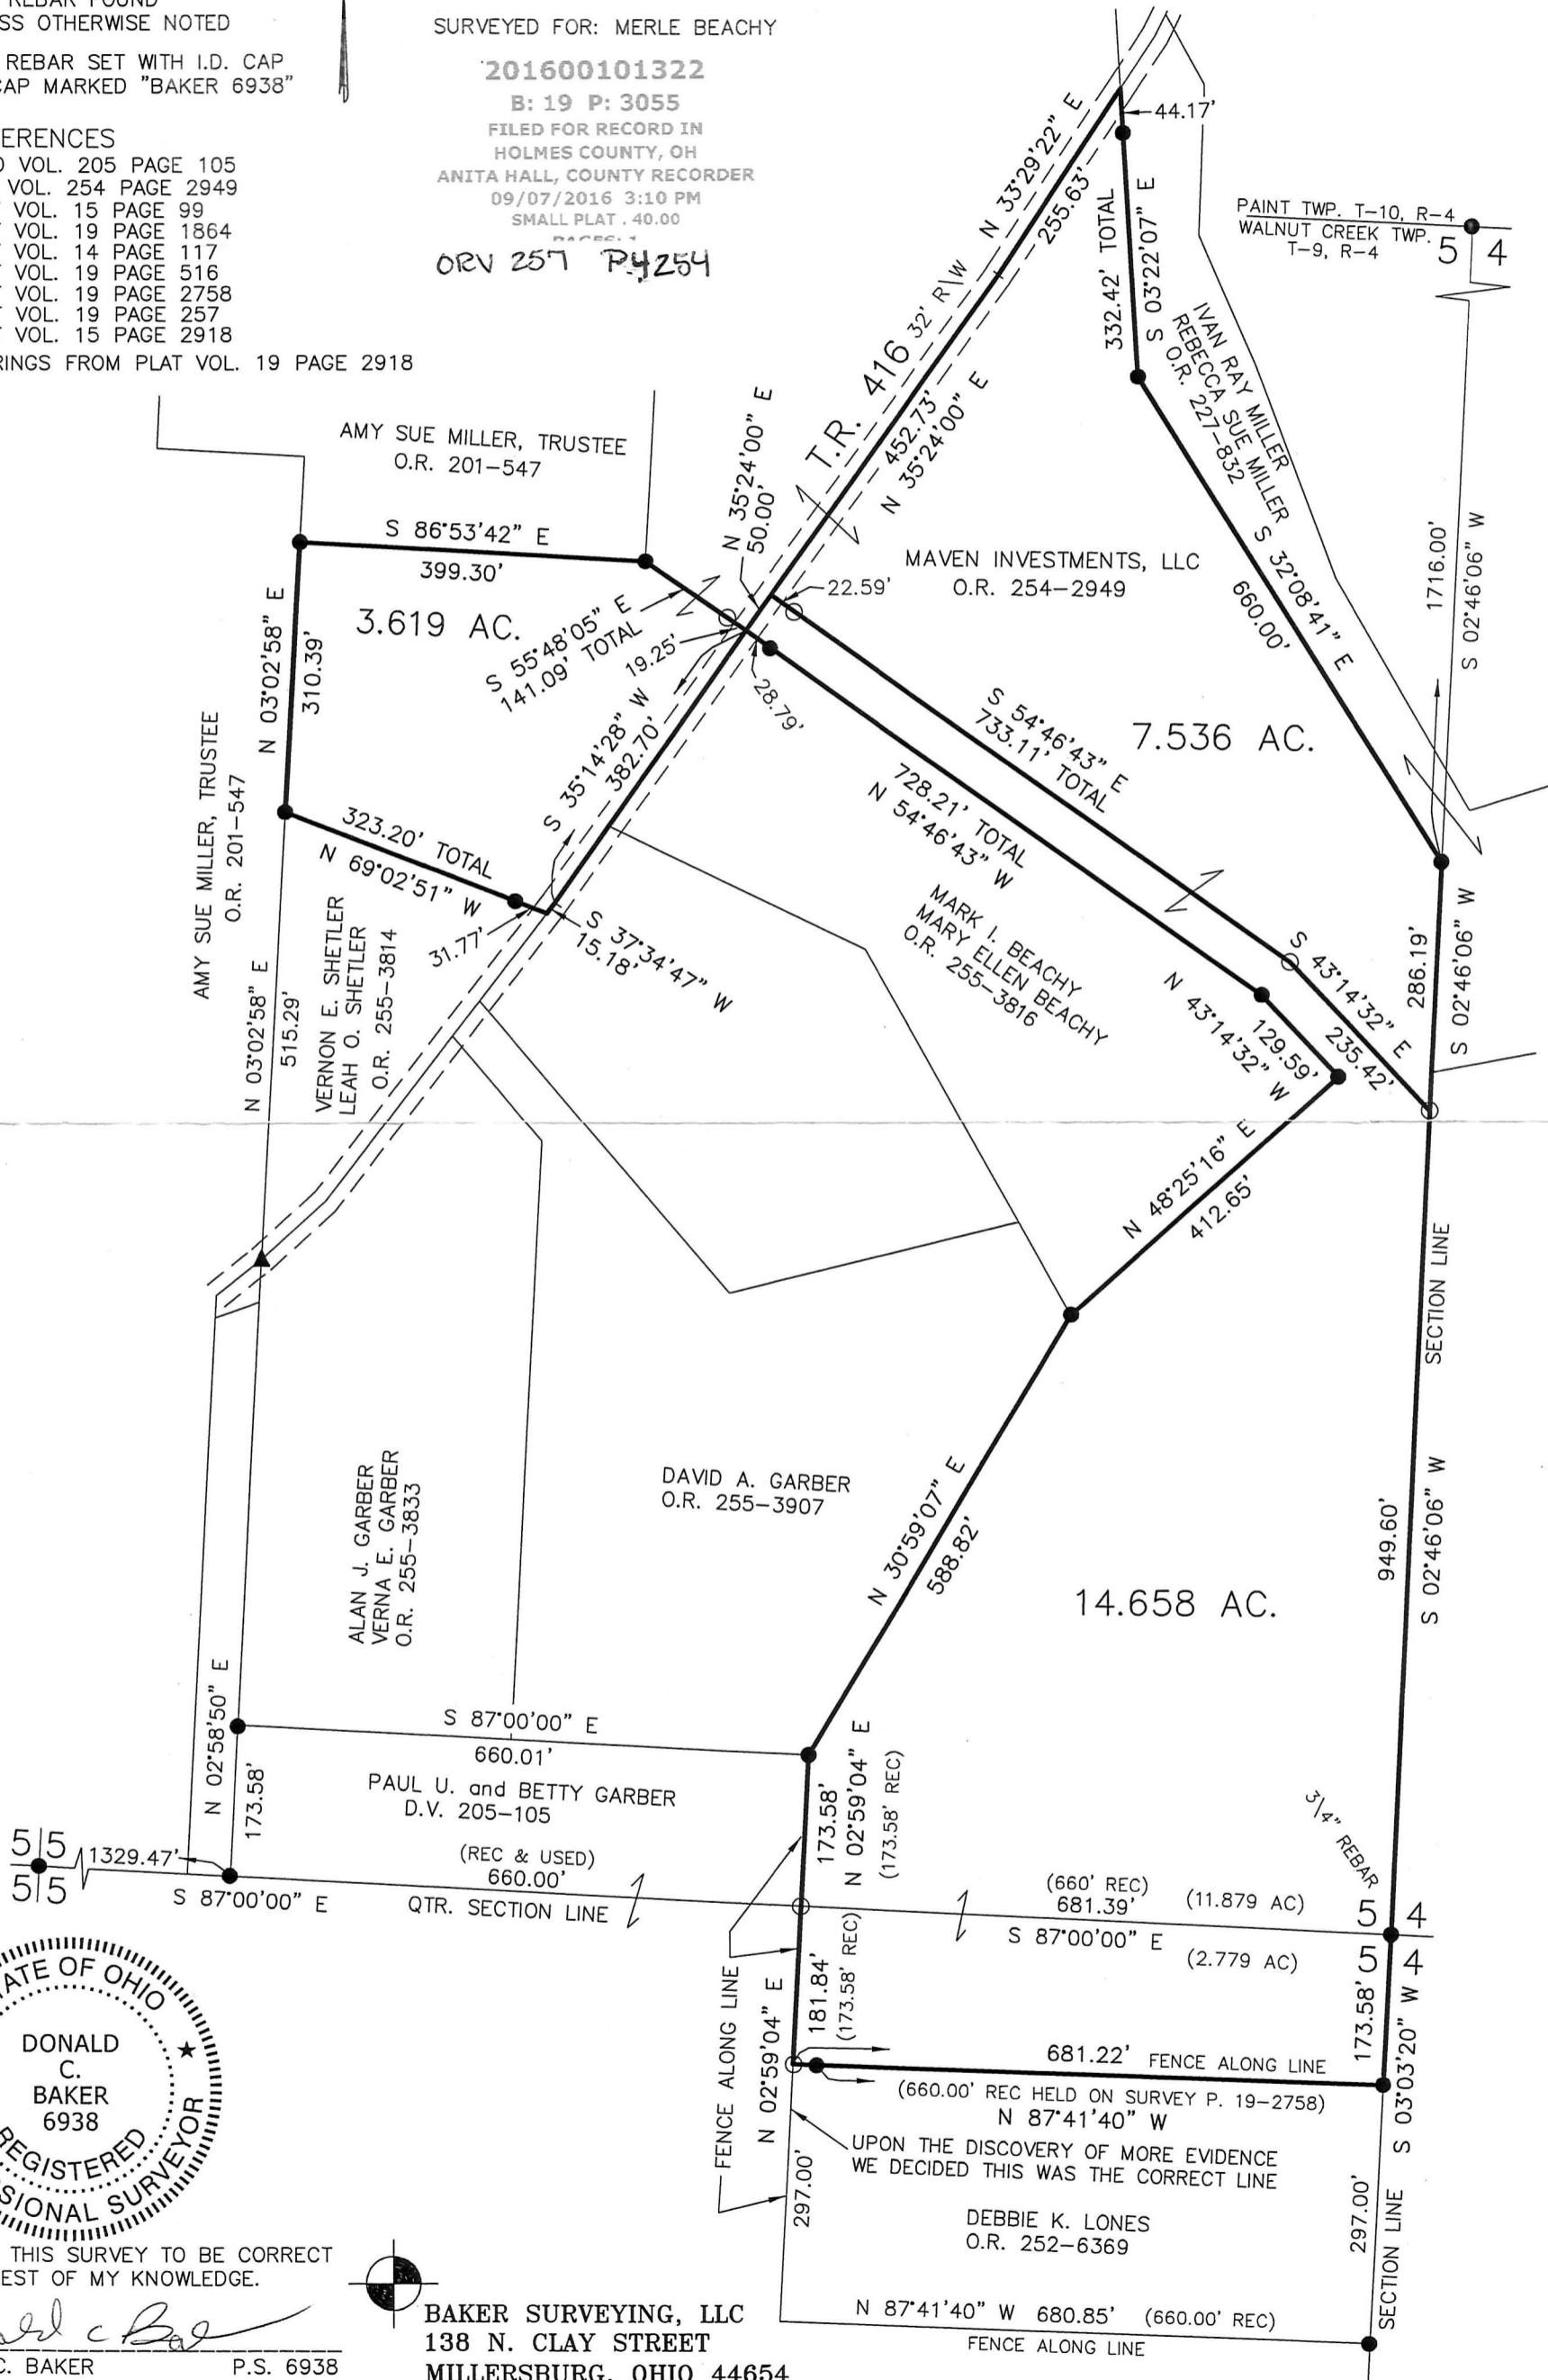 REBAR FOUND
SS OTHERWISE NOTED
REBAR SET WITH I.D. CAP
CAP MARKED "BAKER 6938"
ERENCES
VOL. 205 PAGE 105
VOL. 254 PAGE 2949
VOL. 15 PAGE 99
VOL. 19 PAGE 1864
VOL. 14 PAGE 117
VOL. 19 PAGE 516
VOL. 19 PAGE 2758
VOL. 19 PAGE 257
VOL. 15 PAGE 2918
RINGS FROM PLAT VOL. 19 PAGE 2918
SURVEYED FOR: MERLE BEACHY
201600101322
B: 19 P: 3055
FILED FOR RECORD IN
HOLMES COUNTY, OH
ANITA HALL, COUNTY RECORDER
09/07/2016 3:10 PM
SMALL PLAT . 40.00
PAGES: 1
ORV 257 P4254
44.17'
N 33°29'22" E
255.63'
332.42' TOTAL
S 03°22'07" E
PAINT TWP. T-10, R-4
WALNUT CREEK TWP.
T-9, R-4
5 4
IVAN RAY MILLER
REBECCA SUE MILLER
O.R. 227-832
T.R. 416 32' R\W
452.73'
N 35°24'00" E
N 35°24'00" E
50.00'
AMY SUE MILLER, TRUSTEE
O.R. 201-547
S 86°53'42" E
399.30'
3.619 AC.
N 03°02'58" E
310.39'
S 55°48'05" E
141.09' TOTAL
19.25'
22.59'
28.79'
MAVEN INVESTMENTS, LLC
O.R. 254-2949
S 32°08'41" E
660.00'
1716.00'
S 02°46'06" W
7.536 AC.
S 54°46'43" E
733.11' TOTAL
728.21' TOTAL
N 54°46'43" W
S 35°14'28" W
382.70'
AMY SUE MILLER, TRUSTEE
O.R. 201-547
323.20' TOTAL
N 69°02'51" W
31.77'
S 37°34'47" W
15.18'
MARK I. BEACHY
MARY ELLEN BEACHY
O.R. 255-3816
S 43°14'32" E
235.42'
N 43°14'32" W
129.59'
286.19'
S 02°46'06" W
N 03°02'58" E
515.29'
VERNON E. SHETLER
LEAH O. SHETLER
O.R. 255-3814
N 48°25'16" E
412.65'
SECTION LINE
949.60'
S 02°46'06" W
ALAN J. GARBER
VERNA E. GARBER
O.R. 255-3833
DAVID A. GARBER
O.R. 255-3907
N 30°59'07" E
588.82'
14.658 AC.
N 02°58'50" E
173.58'
S 87°00'00" E
660.01'
PAUL U. and BETTY GARBER
D.V. 205-105
173.58'
N 02°59'04" E
(173.58' REC)
3/4" REBAR
5|5
5|5
1329.47'
S 87°00'00" E
(REC & USED)
660.00'
QTR. SECTION LINE
(660' REC)
681.39'
(11.879 AC)
S 87°00'00" E
(2.779 AC)
5 4
5 4
FENCE ALONG LINE
N 02°59'04" E
181.84'
(173.58' REC)
173.58'
S 03°03'20" W
681.22' FENCE ALONG LINE
(660.00' REC HELD ON SURVEY P. 19-2758)
N 87°41'40" W
UPON THE DISCOVERY OF MORE EVIDENCE
WE DECIDED THIS WAS THE CORRECT LINE
297.00'
DEBBIE K. LONES
O.R. 252-6369
297.00'
SECTION LINE
N 87°41'40" W 680.85' (660.00' REC)
FENCE ALONG LINE
ATE OF OHIO
DONALD
C.
BAKER
6938
REGISTERED
SSIONAL SURVEYOR
THIS SURVEY TO BE CORRECT
EST OF MY KNOWLEDGE.
C. BAKER P.S. 6938
BAKER SURVEYING, LLC
138 N. CLAY STREET
MILLERSBURG, OHIO 44654